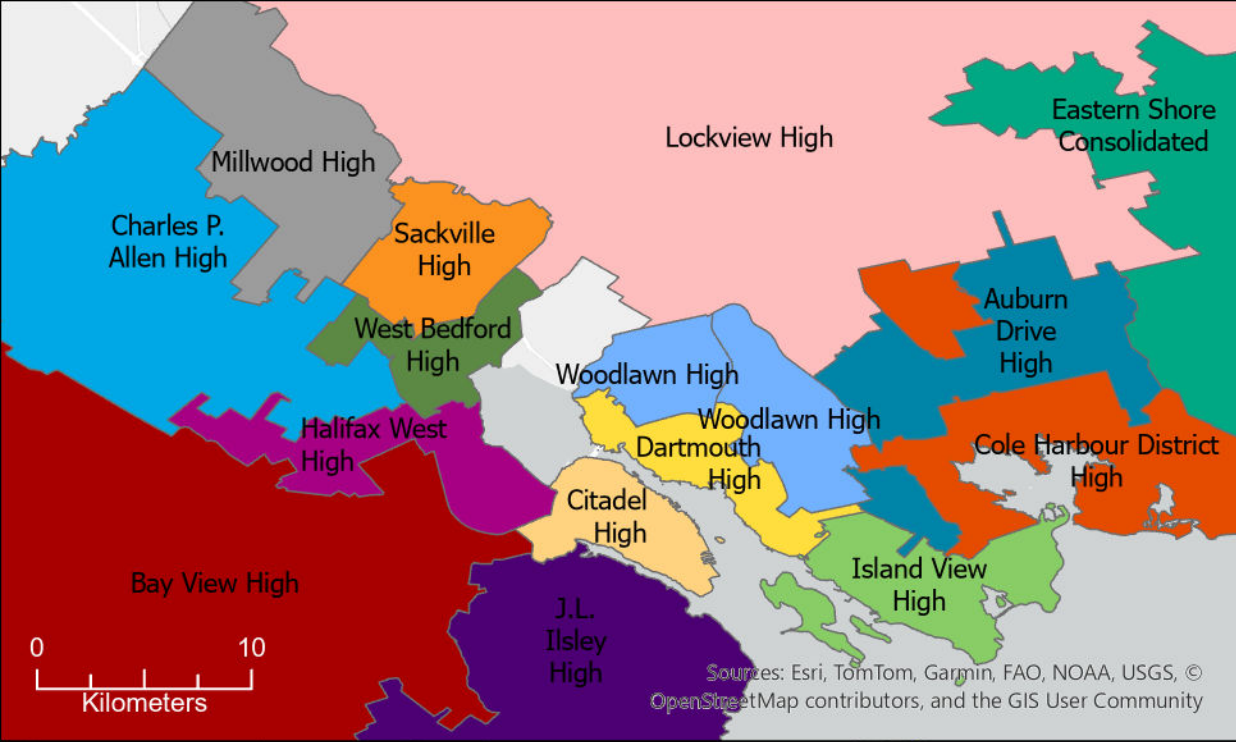 Lockview High
Eastern Shore
Consolidated
Millwood High
Charles P.
Allen High
Sackville
High
West Bedford
High
Auburn
Drive
High
Woodlawn High
Woodlawn High
Halifax West
High
Dartmouth
High
Cole Harbour District
High
Citadel
High
Island View
High
Bay View High
J.L.
Ilsley
High
0 10
Kilometers
Sources: Esri, TomTom, Garmin, FAO, NOAA, USGS, ©
OpenStreetMap contributors, and the GIS User Community